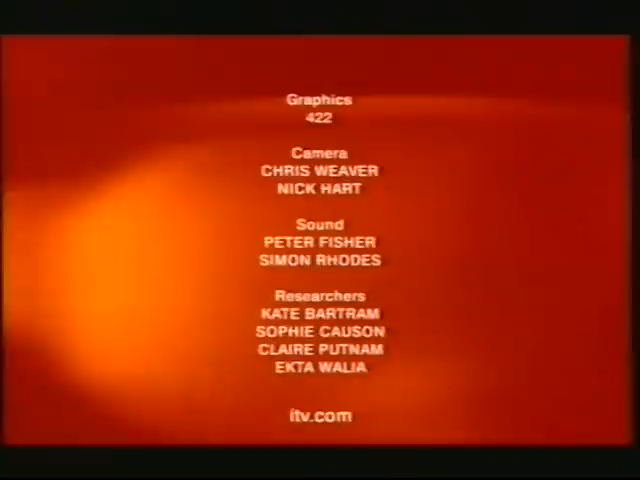 Graphics
422
Camera
CHRIS WEAVER
NICK HART
Sound
PETER FISHER
SIMON RHODES
Researchers
KATE BARTRAM
SOPHIE CAUSON
CLAIRE PUTNAM
EKTA WALIA
itv.com